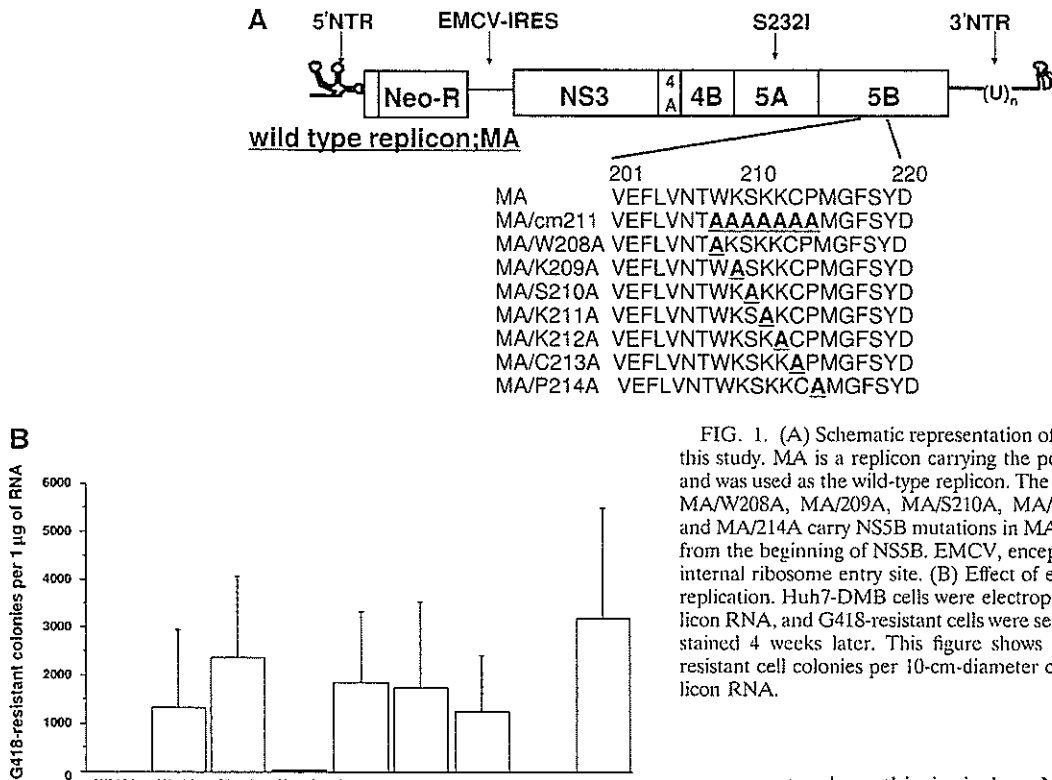 A
5'NTR EMCV-IRES S232I 3'NTR
Neo-R NS3 4A 4B 5A 5B (U)n
wild type replicon;MA
201 210 220
MA VEFLVNTWKSKKCPMGFSYD
MA/cm211 VEFLVNTAAAAAAAMGFSYD
MA/W208A VEFLVNTAKSKKCPMGFSYD
MA/K209A VEFLVNTWASKKCPMGFSYD
MA/S210A VEFLVNTWKAKKCPMGFSYD
MA/K211A VEFLVNTWKSAKCPMGFSYD
MA/K212A VEFLVNTWKSKACPMGFSYD
MA/C213A VEFLVNTWKSKKAPMGFSYD
MA/P214A VEFLVNTWKSKKCAMGFSYD
B
G418-resistant colonies per 1 µg of RNA
6000
5000
4000
3000
2000
1000
0
FIG. 1. (A) Schematic representation of
this study. MA is a replicon carrying the
and was used as the wild-type replicon. The
MA/W208A, MA/209A, MA/S210A, MA/
and MA/214A carry NS5B mutations in MA
from the beginning of NS5B. EMCV,
internal ribosome entry site. (B) Effect of
replication. Huh7-DMB cells were
licon RNA, and G418-resistant cells were
stained 4 weeks later. This figure shows
resistant cell colonies per 10-cm-diameter
licon RNA.